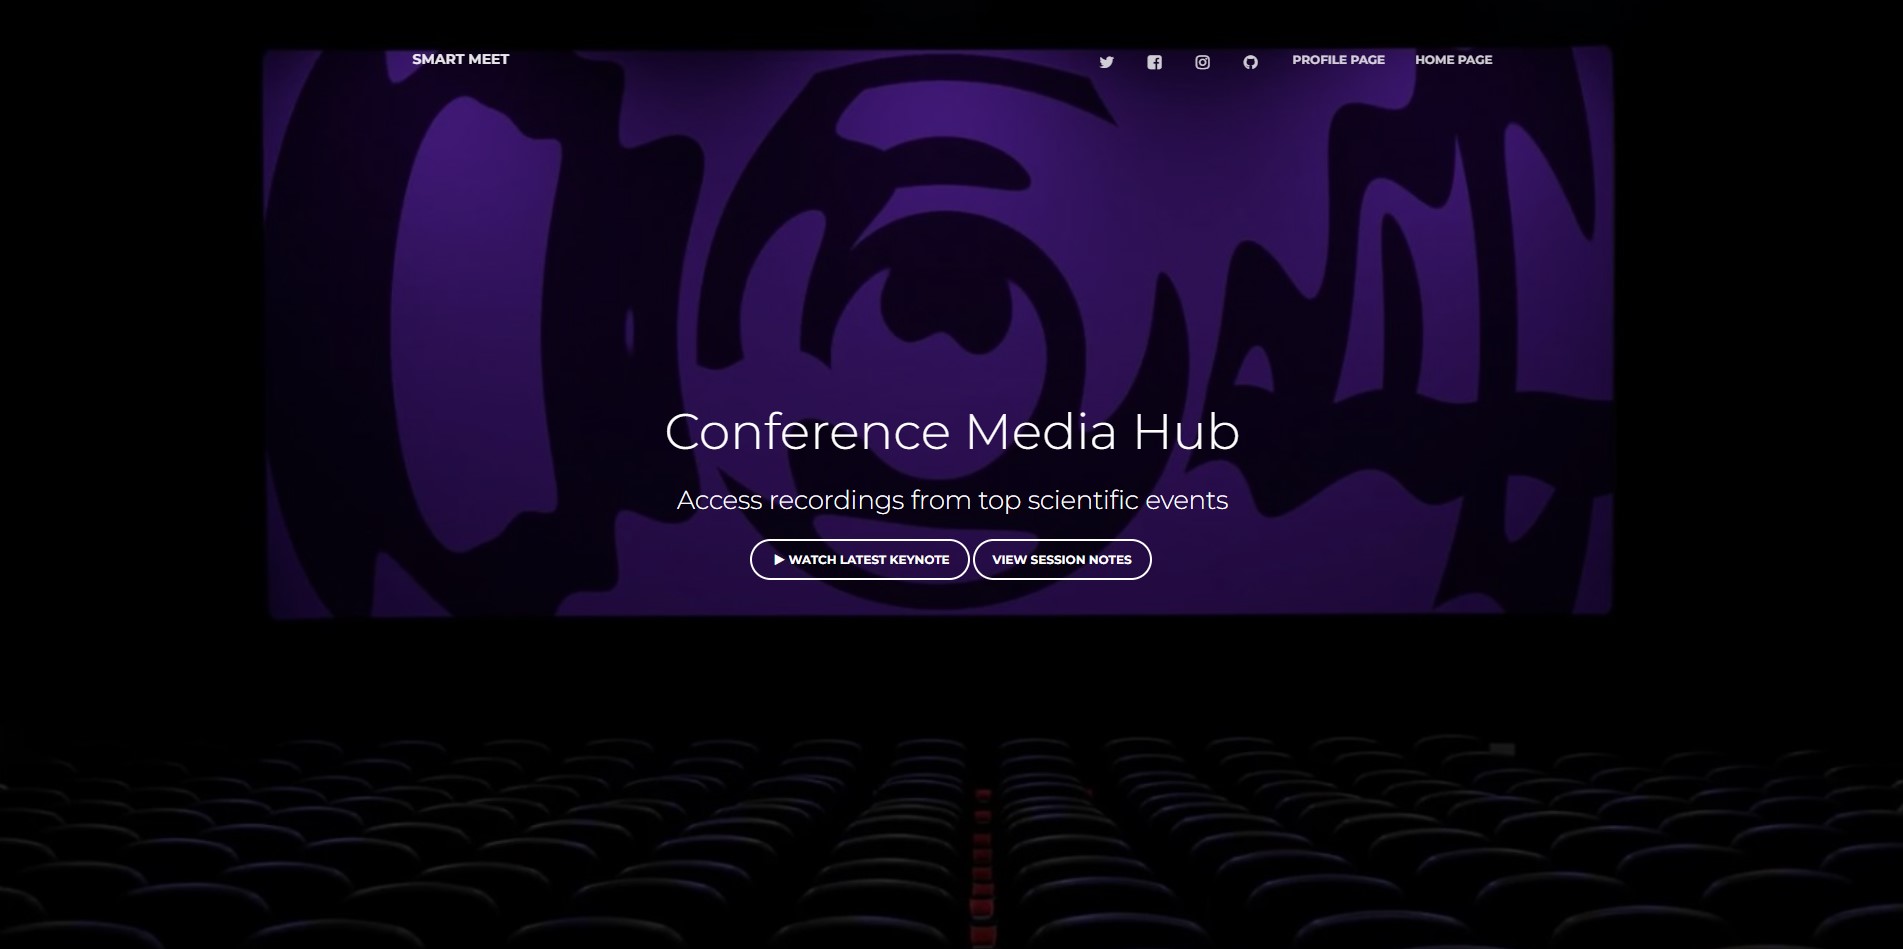 SMART MEET
PROFILE PAGE HOME PAGE
Conference Media Hub
Access recordings from top scientific events
WATCH LATEST KEYNOTE VIEW SESSION NOTES